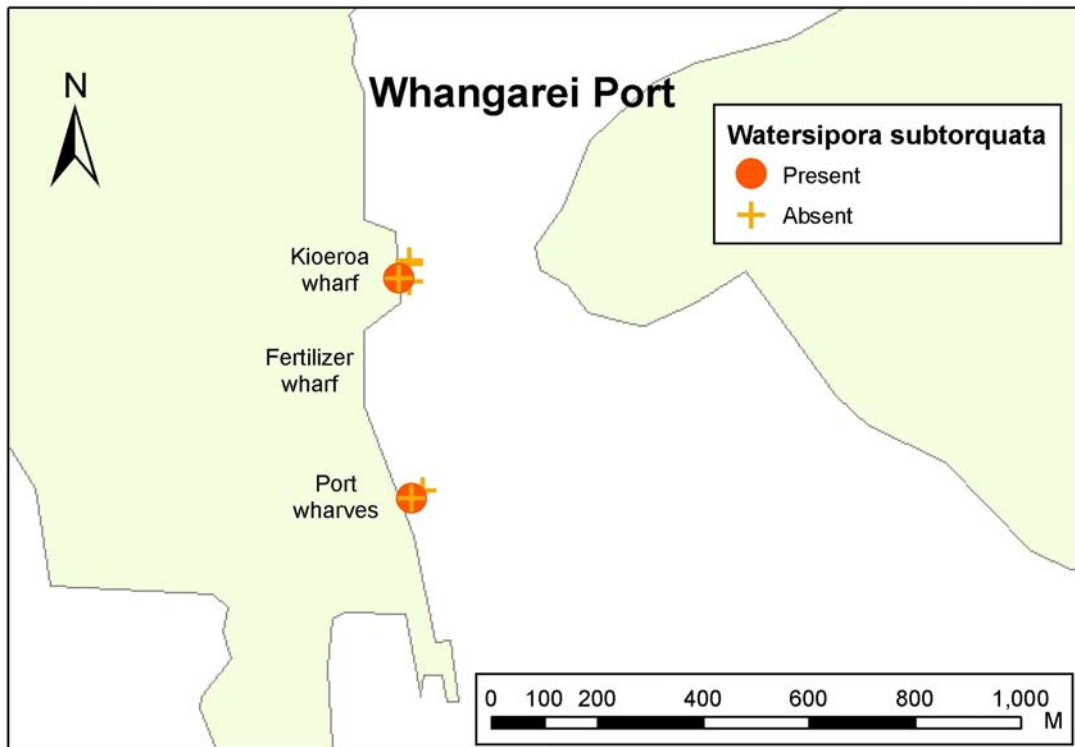 N
Whangarei Port
Watersipora subtorquata
Present
Absent
Kioeroa
wharf
Fertilizer
wharf
Port
wharves
0 100 200 400 600 800 1,000
M